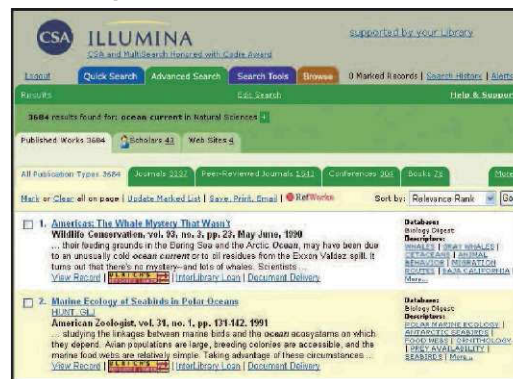 CSA ILLUMINA
supported by your Library
CSA and MultiSearch Honored with Codie Award
Logout Quick Search Advanced Search Search Tools Browse 0 Marked Records | Search History | Alerts
Results Edit Search Help & Support
3684 results found for: ocean current in Natural Sciences +
Published Works 3684 Scholars 43 Web Sites 4
All Publication Types 3684 Journals Peer-Reviewed Journals Conferences Books More
Mark or Clear all on page | Update Marked List | Save, Print, Email | RefWorks Sort by: Relevance Rank Go
1. Americas: The Whale Mystery That Wasn't
Wildlife Conservation, vol. 93, no. 3, pp. 23, May June, 1990
... their feeding grounds in the Bering Sea and the Arctic Ocean, may have been due
to an unusually cold ocean current or to oil residues from the Exxon Valdez spill. It
turns out that there's no mystery--and lots of whales. Scientists ...
View Record | ULRICH'S | InterLibrary Loan | Document Delivery
Database:
Biology Digest
Descriptors:
WHALES | GRAY WHALES |
CETACEANS | ANIMAL
BEHAVIOR | MIGRATION
ROUTES | BAJA CALIFORNIA |
More...
2. Marine Ecology of Seabirds in Polar Oceans
HUNT, GLJ
American Zoologist, vol. 31, no. 1, pp. 131-142, 1991
... studying the linkages between marine birds and the ocean ecosystems on which
they depend. Avian populations are large, breeding colonies are accessible, and the
marine food webs are relatively simple. Taking advantage of these circumstances ...
View Record | ULRICH'S | InterLibrary Loan | Document Delivery
Database:
Biology Digest
Descriptors:
POLAR MARINE ECOLOGY |
ANTARCTIC SEABIRDS |
FOOD WEBS | ORNITHOLOGY
| PREY AVAILABILITY |
SEABIRDS | More...